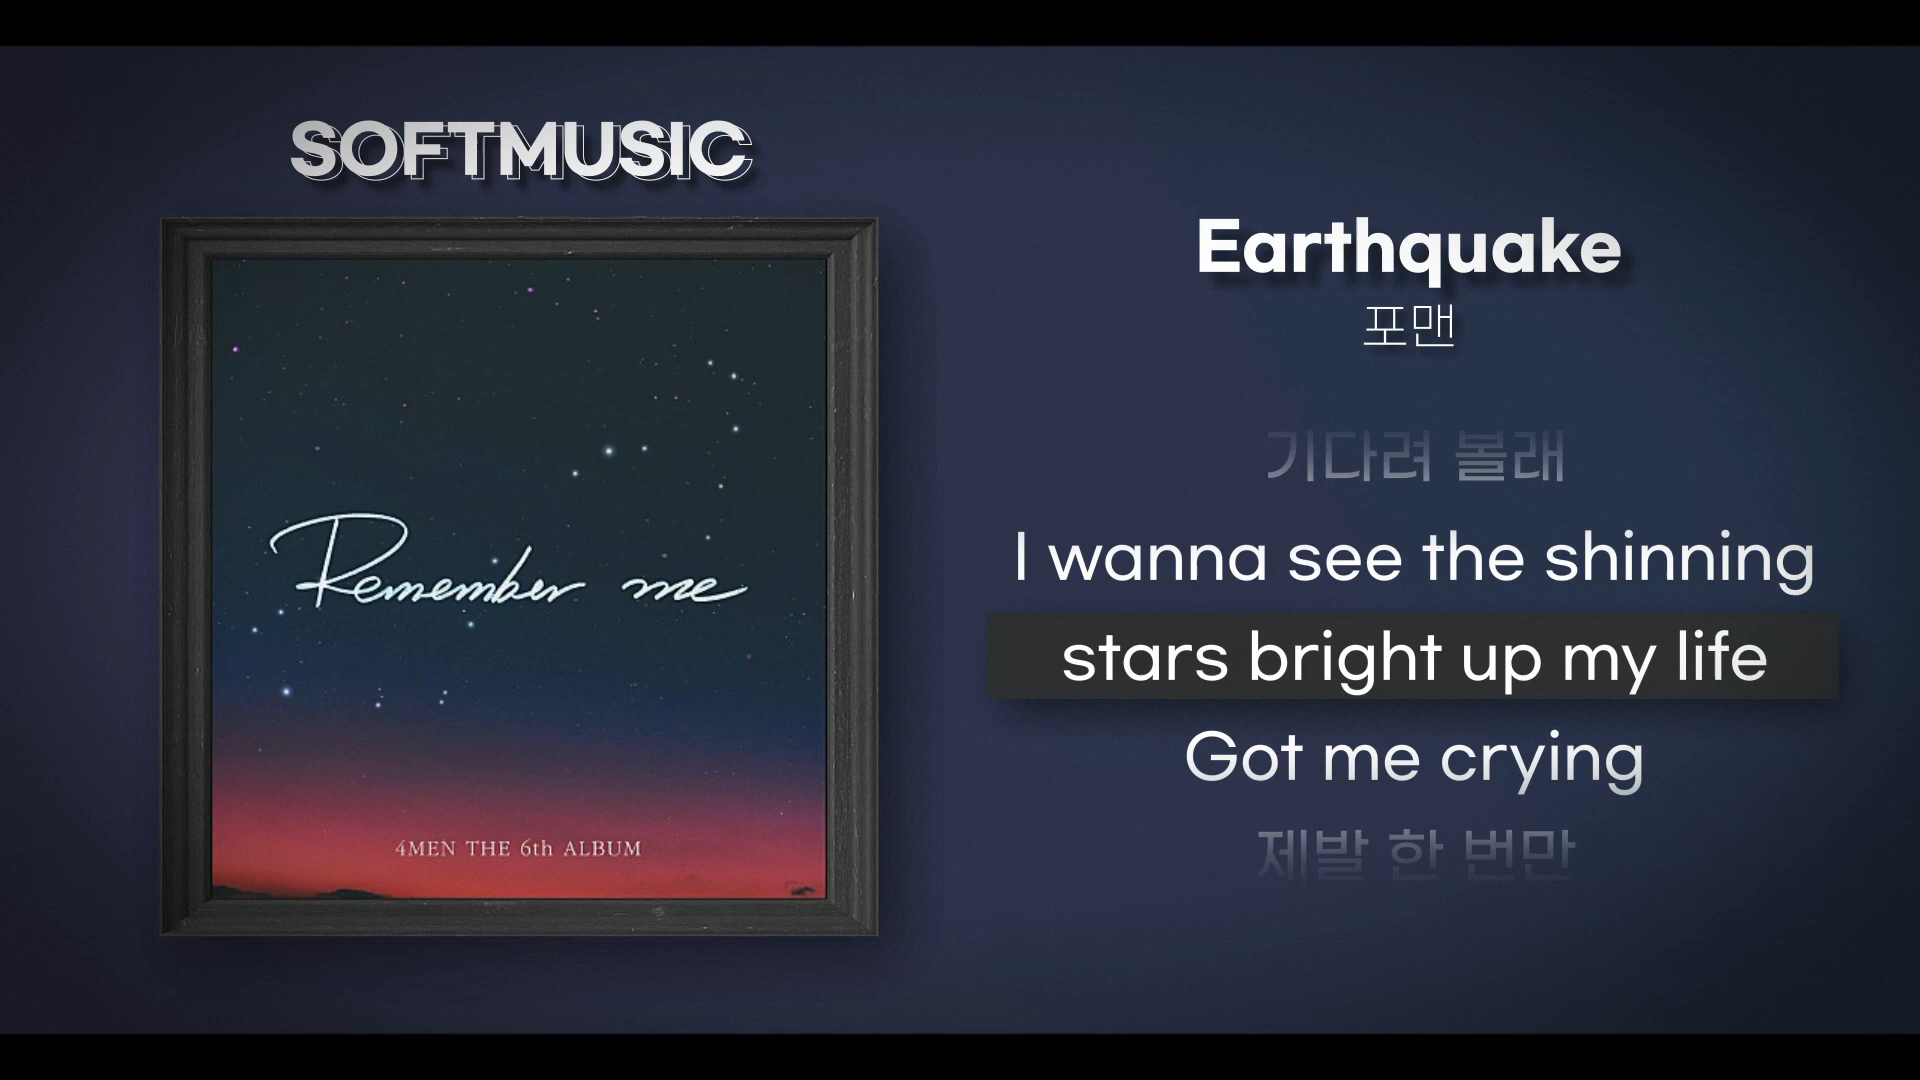 SOFTMUSIC
Remember me
4MEN THE 6th ALBUM
Earthquake
포맨
기다려 볼래
I wanna see the shinning
stars bright up my life
Got me crying
제발 한 번만